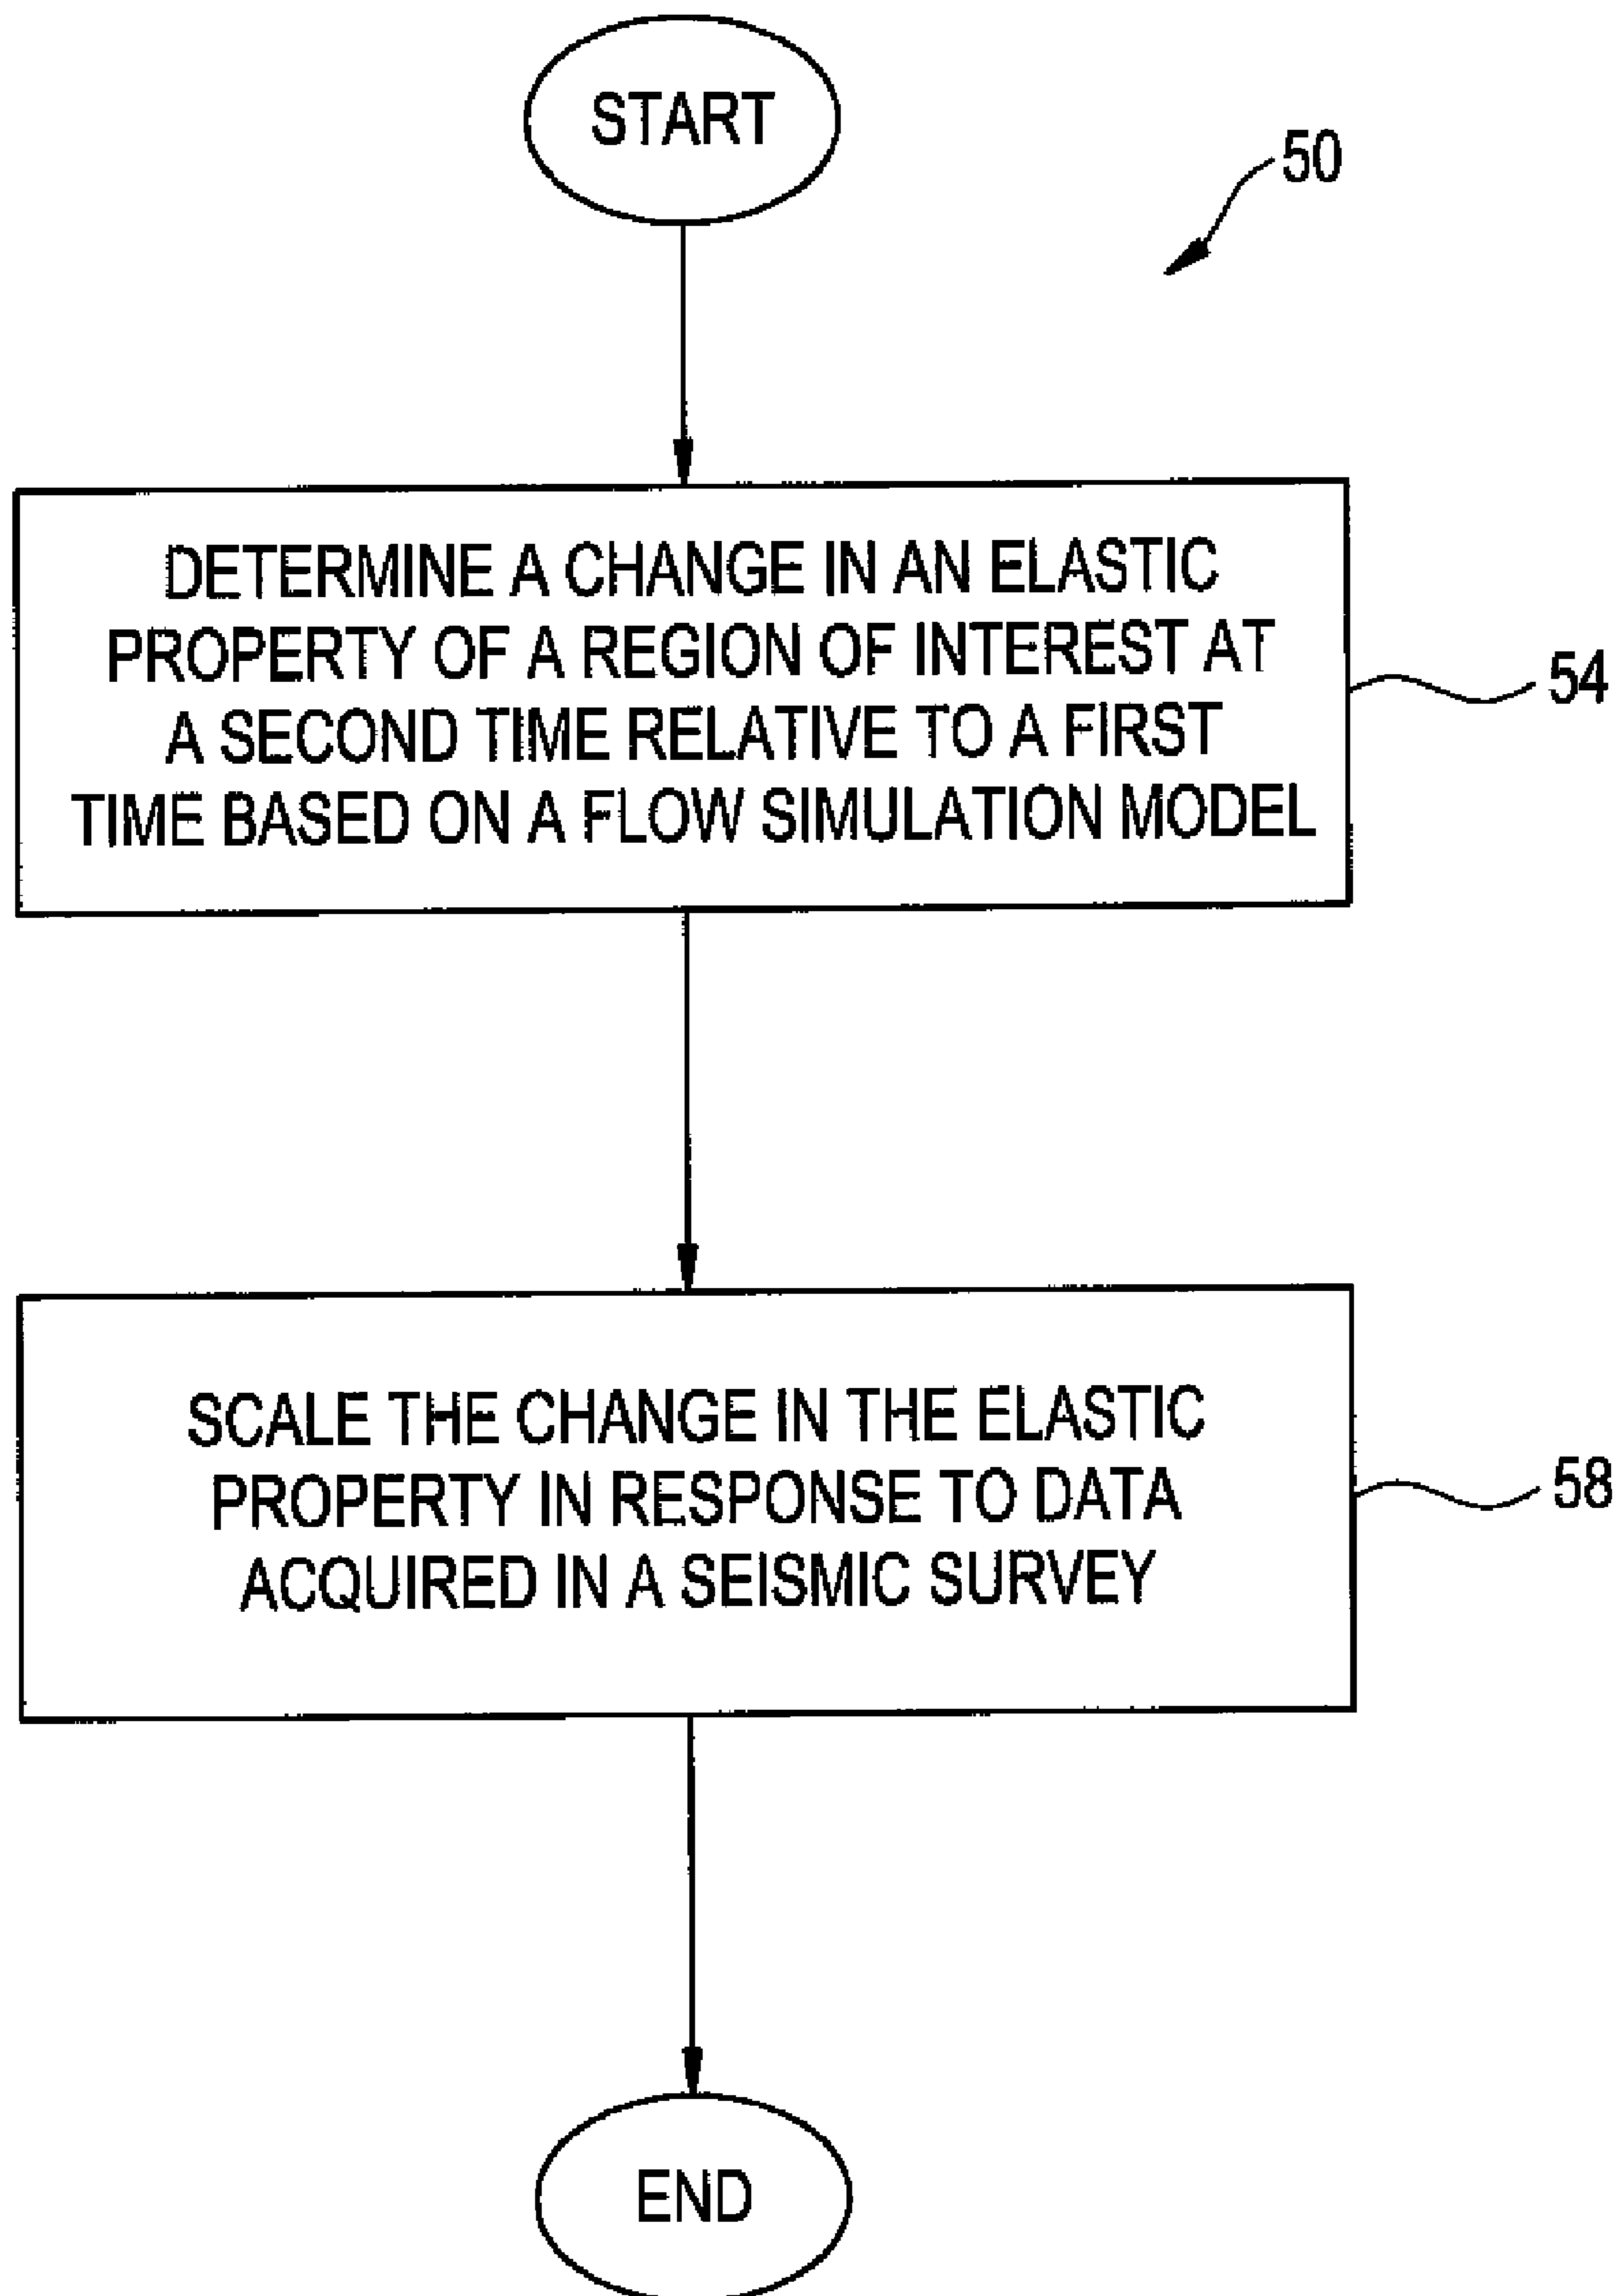 START
50
DETERMINE A CHANGE IN AN ELASTIC
PROPERTY OF A REGION OF INTEREST AT
A SECOND TIME RELATIVE TO A FIRST
TIME BASED ON A FLOW SIMULATION MODEL
54
SCALE THE CHANGE IN THE ELASTIC
PROPERTY IN RESPONSE TO DATA
ACQUIRED IN A SEISMIC SURVEY
58
END